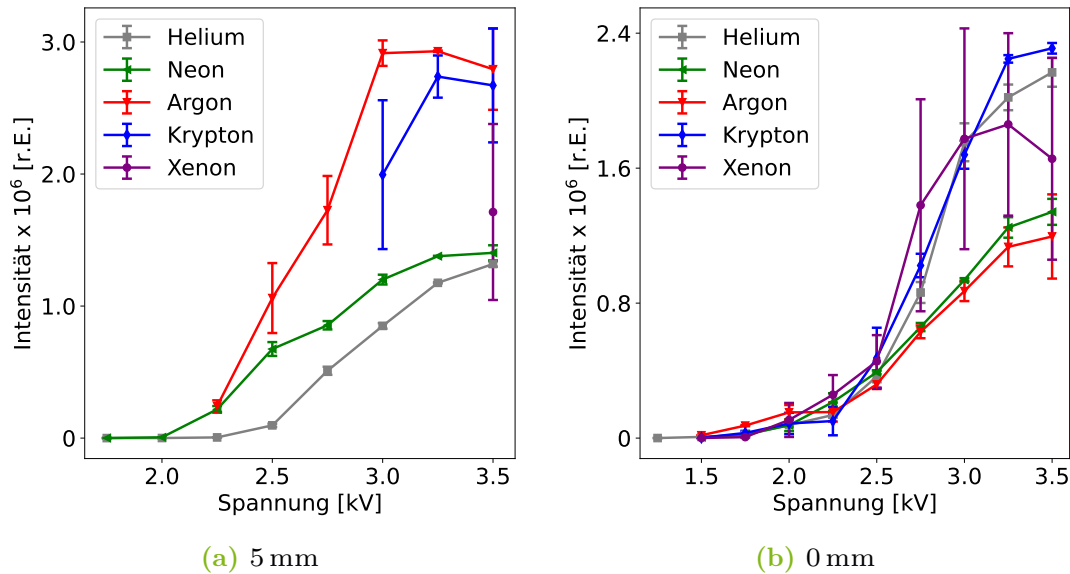 Helium
Neon
Argon
Krypton
Xenon
Intensität x 10⁶ [r.E.]
3.0
2.0
1.0
0
2.0
2.5
3.0
3.5
Spannung [kV]
(a) 5 mm
Helium
Neon
Argon
Krypton
Xenon
Intensität x 10⁶ [r.E.]
2.4
1.6
0.8
0
1.5
2.0
2.5
3.0
3.5
Spannung [kV]
(b) 0 mm